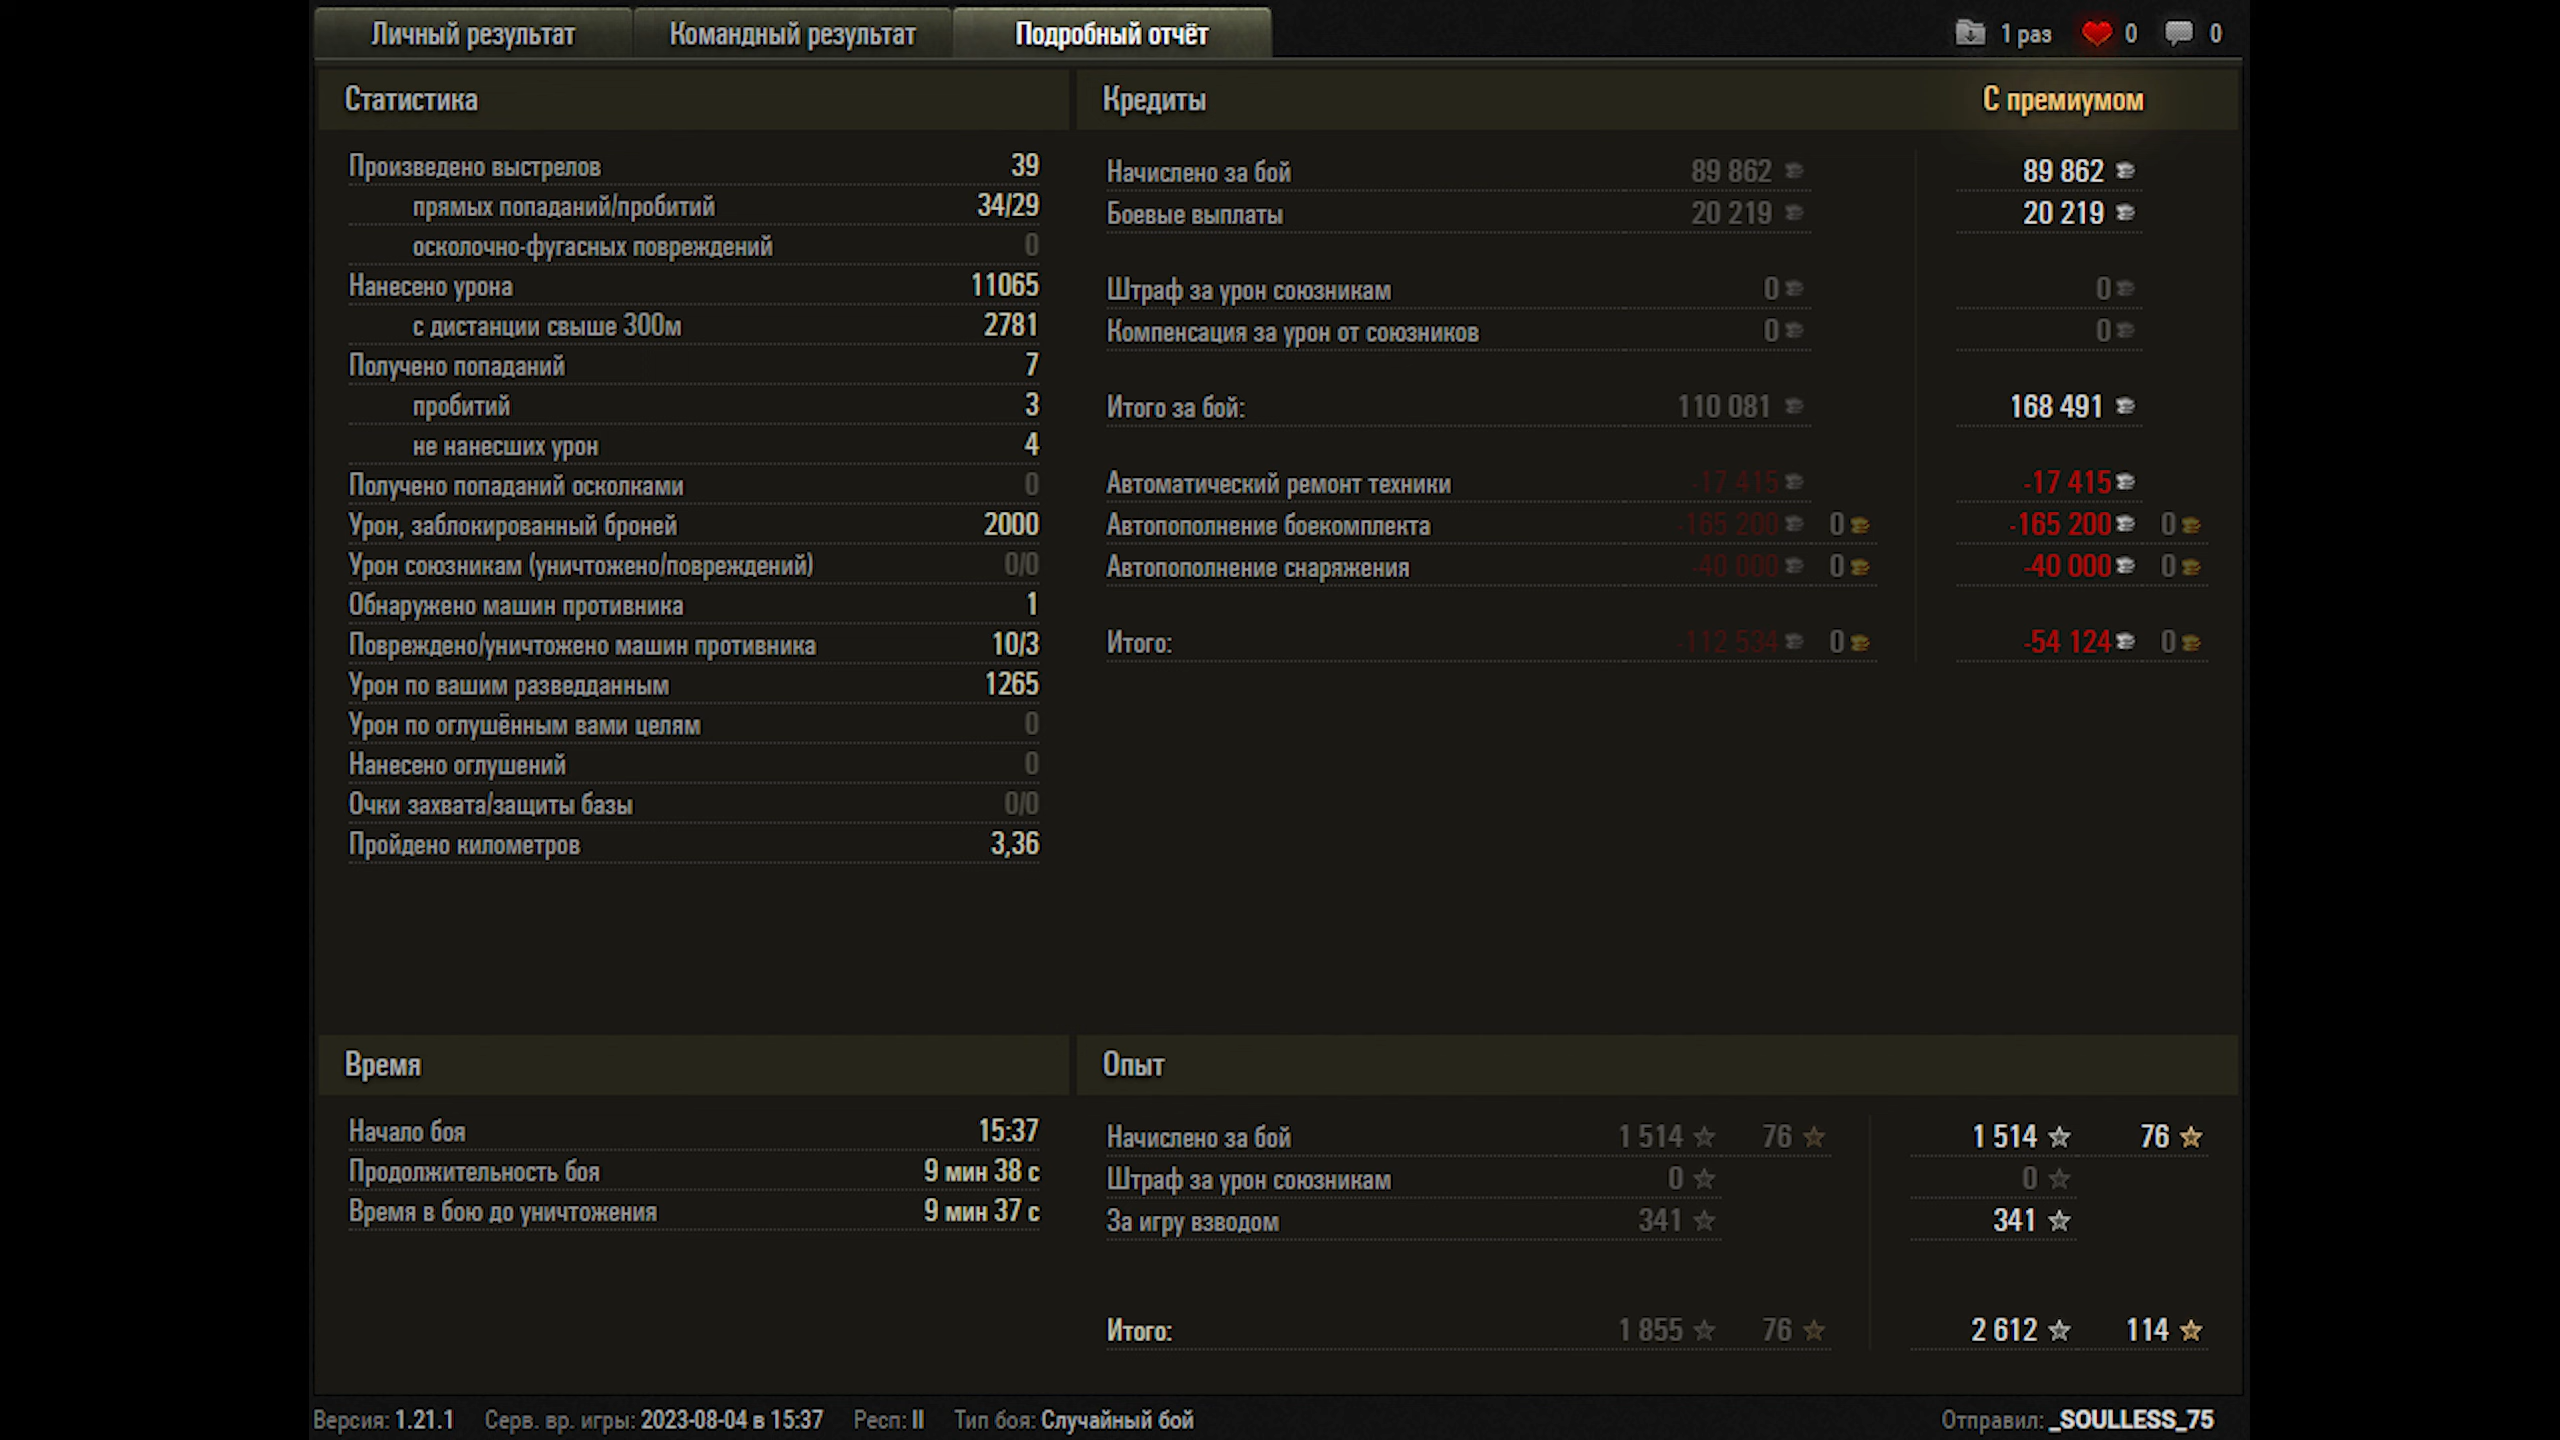 Личный результат Командный результат Подробный отчёт 1 раз 0 0
Статистика
Произведено выстрелов 39
прямых попаданий/пробитий 34/29
осколочно-фугасных повреждений 0
Нанесено урона 11065
с дистанции свыше 300м 2781
Получено попаданий 7
пробитий 3
не нанесших урон 4
Получено попаданий осколками 0
Урон, заблокированный броней 2000
Урон союзникам (уничтожено/повреждений) 0/0
Обнаружено машин противника 1
Повреждено/уничтожено машин противника 10/3
Урон по вашим разведданным 1265
Урон по оглушённым вами целям 0
Нанесено оглушений 0
Очки захвата/защиты базы 0/0
Пройдено километров 3,36
Кредиты С премиумом
Начислено за бой 89 862 89 862
Боевые выплаты 20 219 20 219
Штраф за урон союзникам 0 0
Компенсация за урон от союзников 0 0
Итого за бой: 110 081 168 491
Автоматический ремонт техники -17 415 -17 415
Автопополнение боекомплекта -165 200 0 -165 200 0
Автопополнение снаряжения -40 000 0 -40 000 0
Итого: -112 534 0 -54 124 0
Время
Начало боя 15:37
Продолжительность боя 9 мин 38 с
Время в бою до уничтожения 9 мин 37 с
Опыт
Начислено за бой 1 514 76 1 514 76
Штраф за урон союзникам 0 0
За игру взводом 341 341
Итого: 1 855 76 2 612 114
Версия: 1.21.1 Серв. вр. игры: 2023-08-04 в 15:37 Респ: II Тип боя: Случайный бой Отправил: _SOULLESS_75